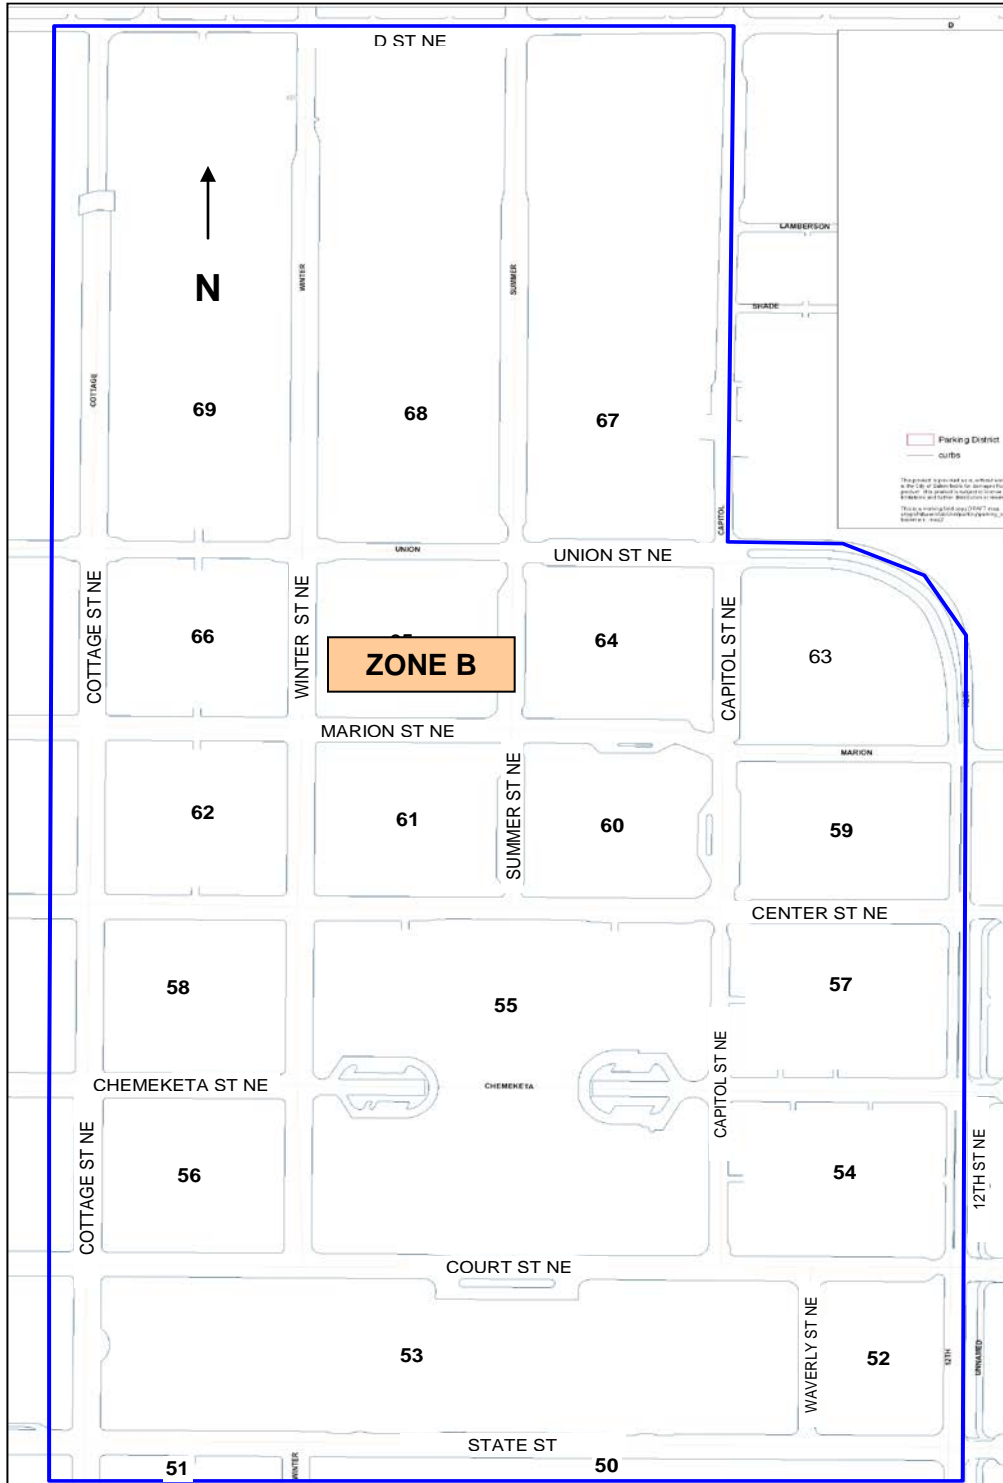 D
D ST NE
LAMBERSON
N
WINTER
SUMMER
SHADE
COTTAGE
69
68
67
Parking District
curbs
CAPITOL
UNION
UNION ST NE
COTTAGE ST NE
66
WINTER ST NE
ZONE B
64
CAPITOL ST NE
63
MARION ST NE
MARION
62
61
SUMMER ST NE
60
59
CENTER ST NE
58
55
57
CHEMEKETA ST NE
CHEMEKETA
CAPITOL ST NE
COTTAGE ST NE
56
54
12TH ST NE
COURT ST NE
53
WAVERLY ST NE
52
12TH
UNNAMED
STATE ST
51
WINTER
50